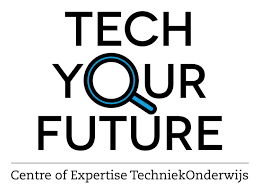 TECH
YOUR
FUTURE
Centre of Expertise TechniekOnderwijs